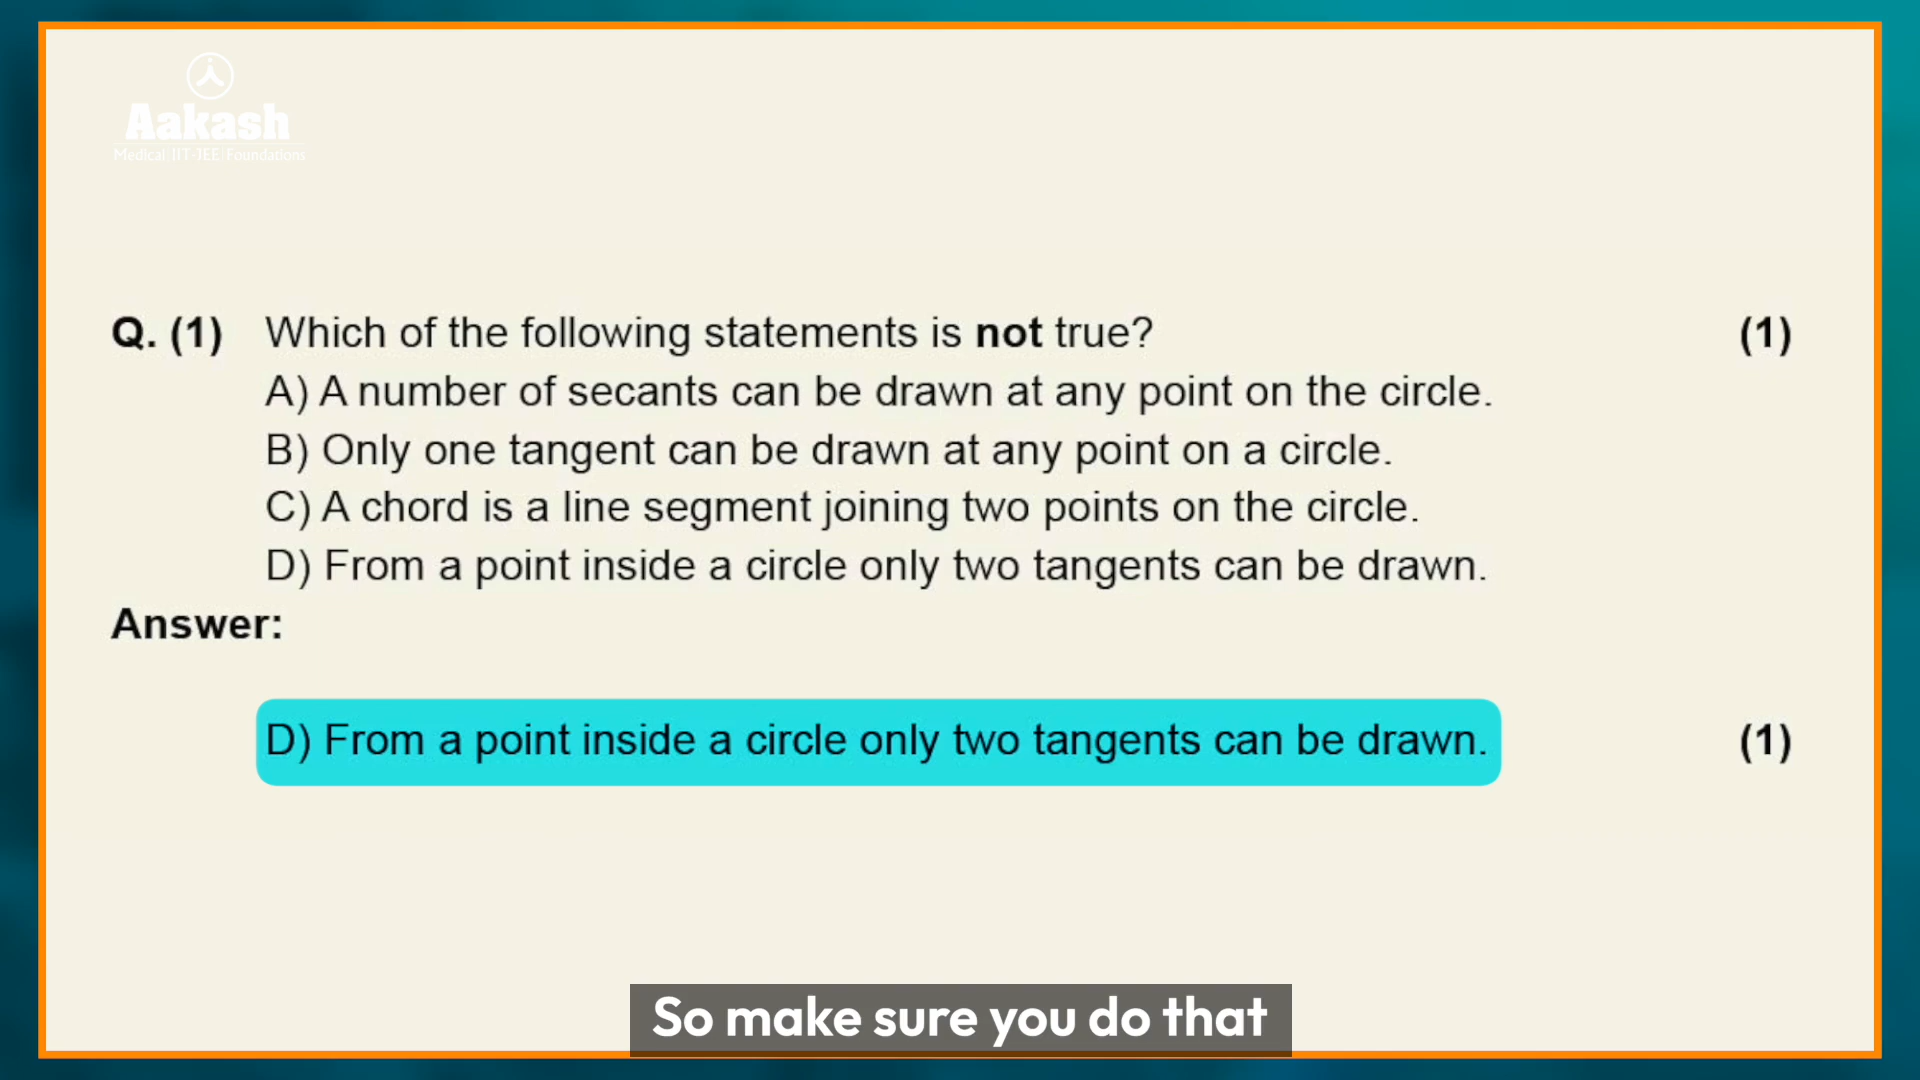 Aakash
Medical IIT-JEE Foundations
Q. (1) Which of the following statements is not true? (1)
A) A number of secants can be drawn at any point on the circle.
B) Only one tangent can be drawn at any point on a circle.
C) A chord is a line segment joining two points on the circle.
D) From a point inside a circle only two tangents can be drawn.
Answer:
D) From a point inside a circle only two tangents can be drawn. (1)
So make sure you do that